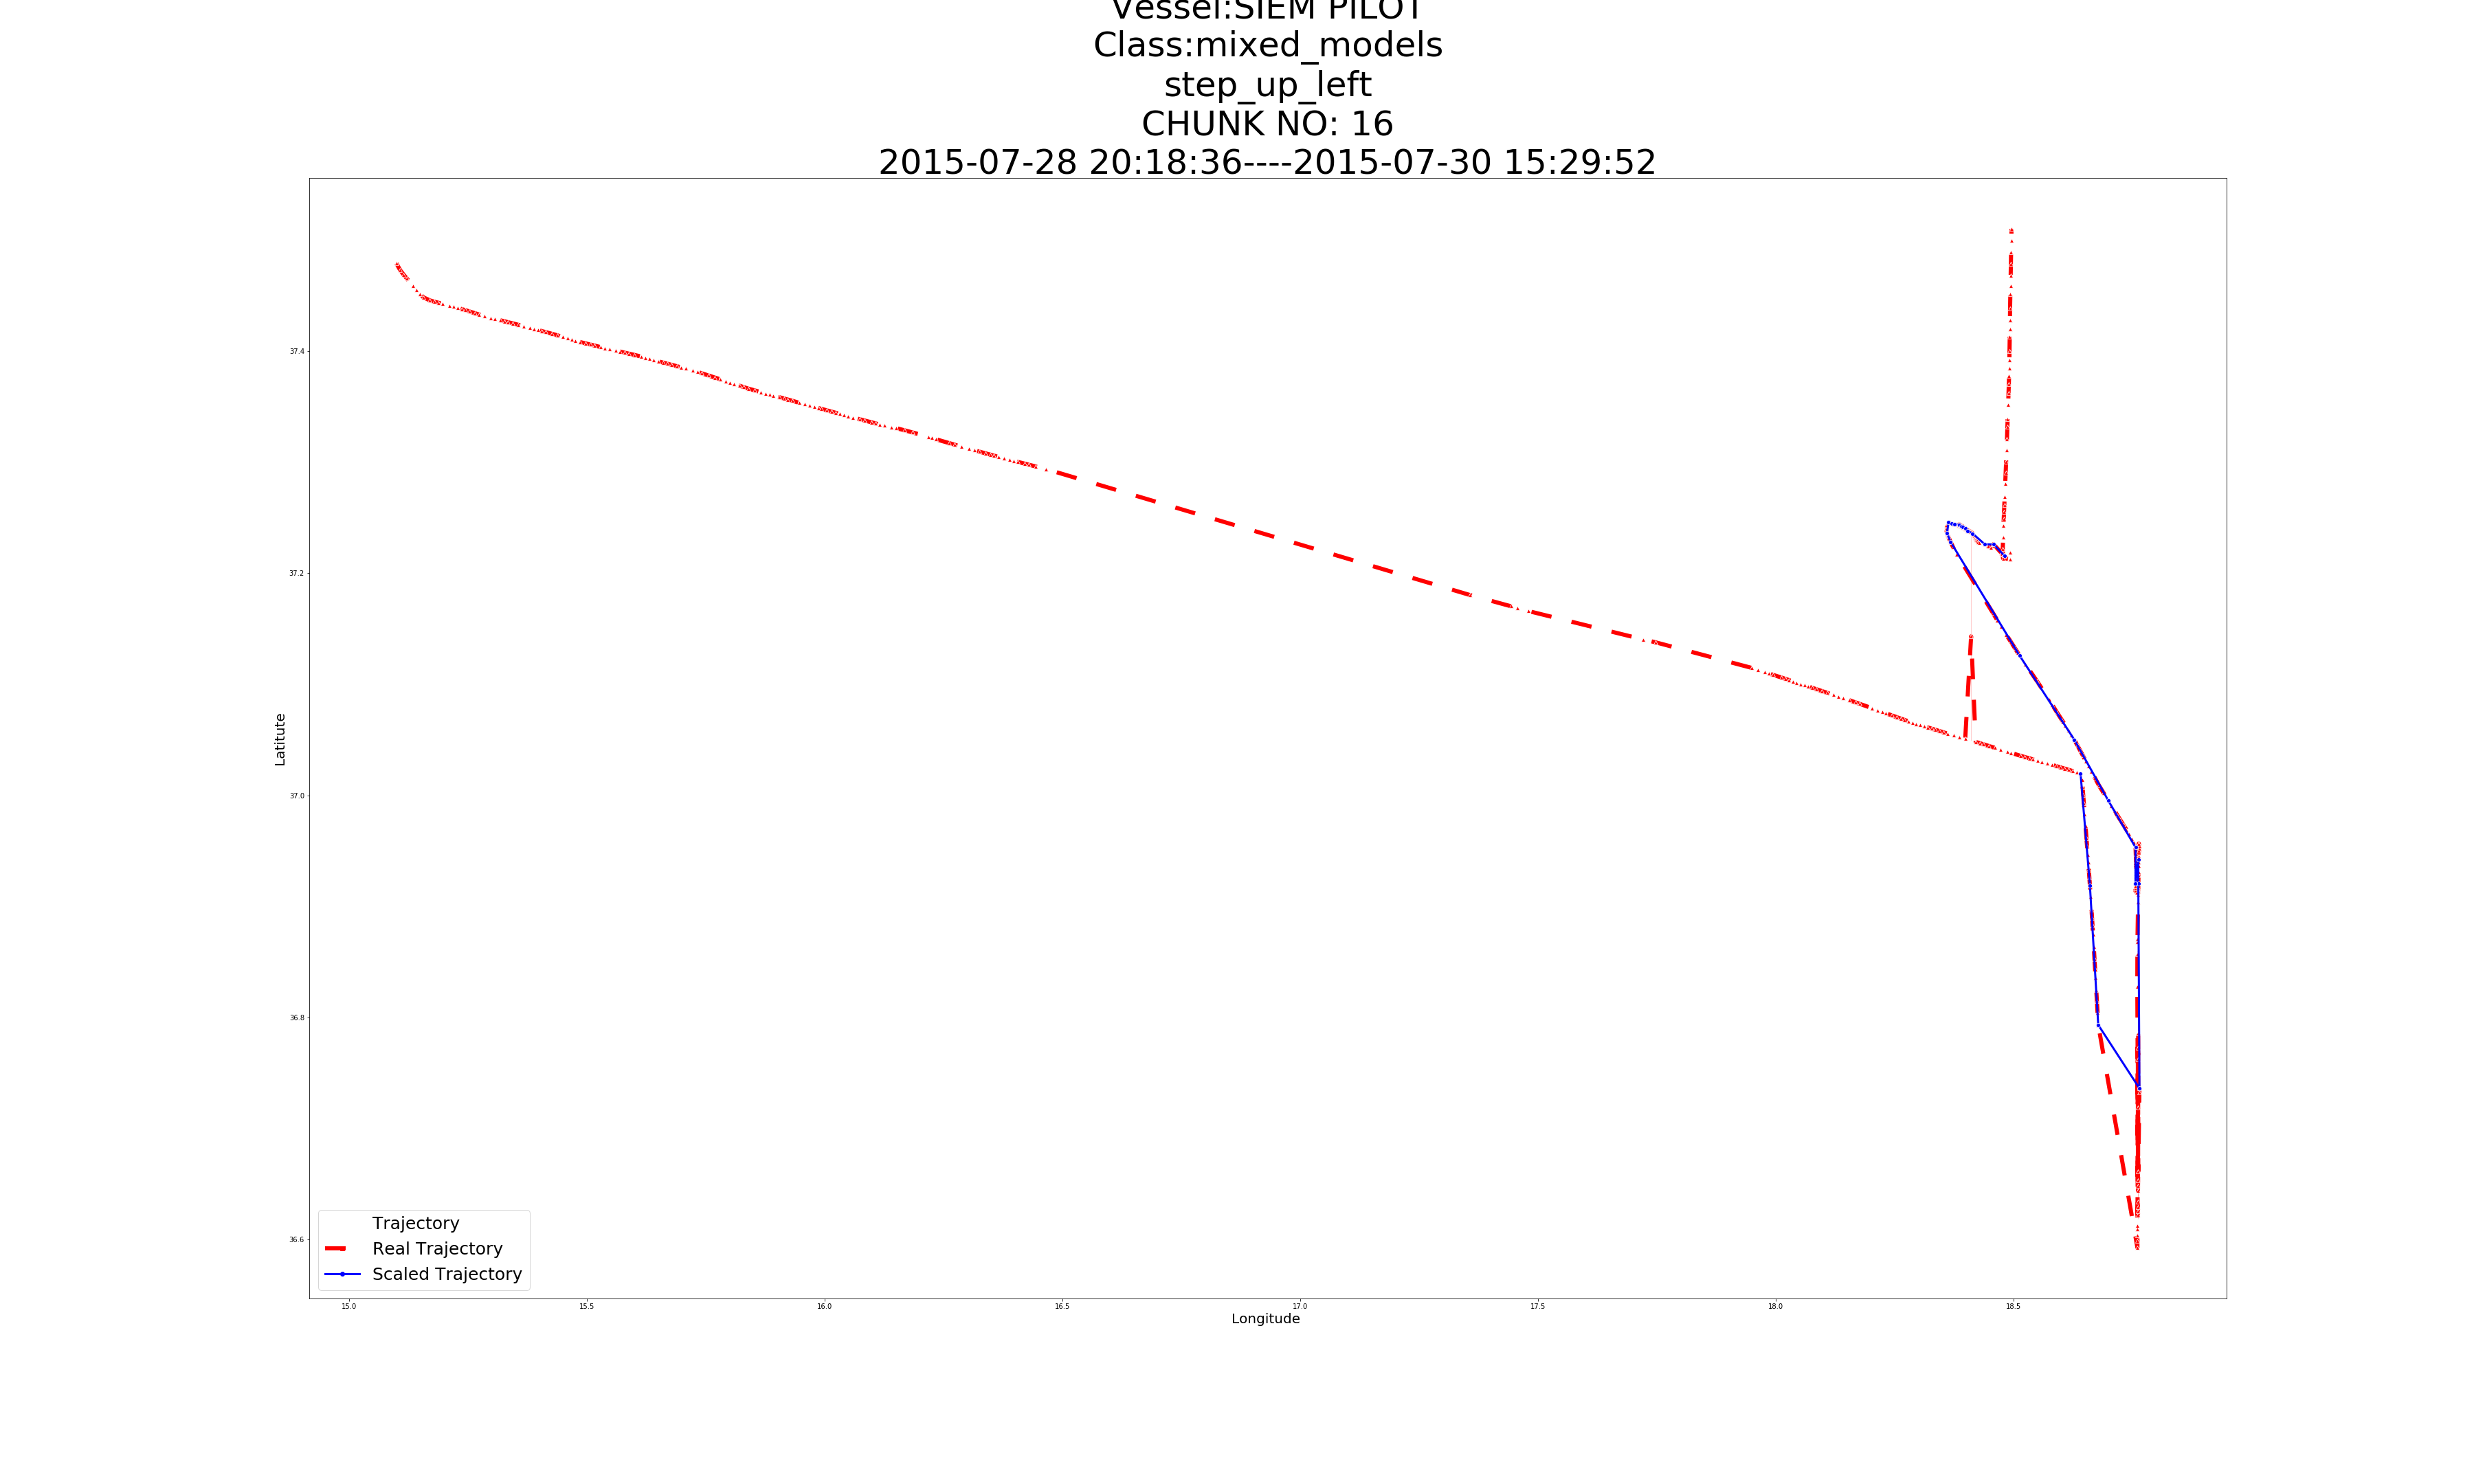 Vessel:SIEM PILOT
Class:mixed_models
step_up_left
CHUNK NO: 16
2015-07-28 20:18:36----2015-07-30 15:29:52
37.4
37.2
37.0
36.8
36.6
Latitute
Trajectory
Real Trajectory
Scaled Trajectory
15.0 15.5 16.0 16.5 17.0 17.5 18.0 18.5
Longitude